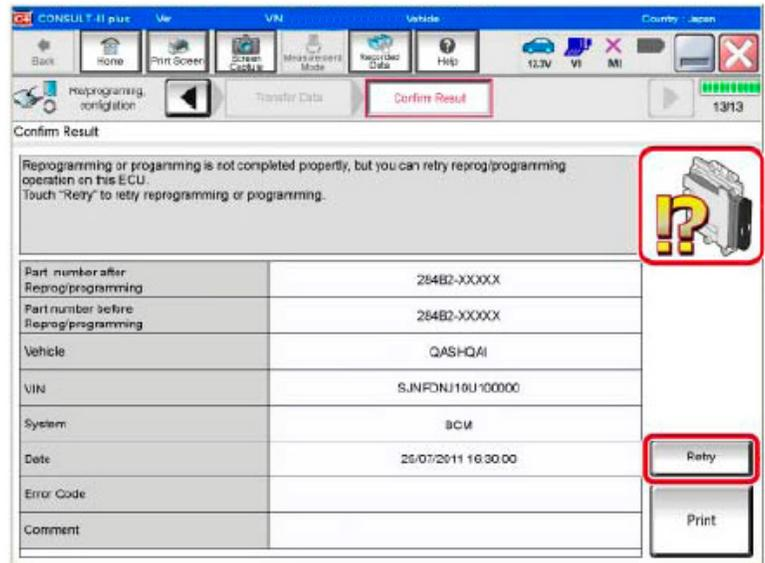 CONSULT-III plus Ver VIN Vehicle Country : Japan
Back Home Print Screen Screen Capture Measurement Mode Recorded Data Help 12.3V VI MI
Re/programing, configlation
Transfer Data
Confirm Result
13/13
Confirm Result
Reprogramming or progamming is not completed propertly, but you can retry reprog/programming
operation on this ECU.
Touch "Retry" to retry reprogramming or programming.
!?
Part number after
Reprog/programming
284B2-XXXXX
Part number before
Reprog/programming
284B2-XXXXX
Vehicle
QASHQAI
VIN
SJNFDNJ10U100000
System
BCM
Date
26/07/2011 16:30:00
Retry
Error Code
Comment
Print